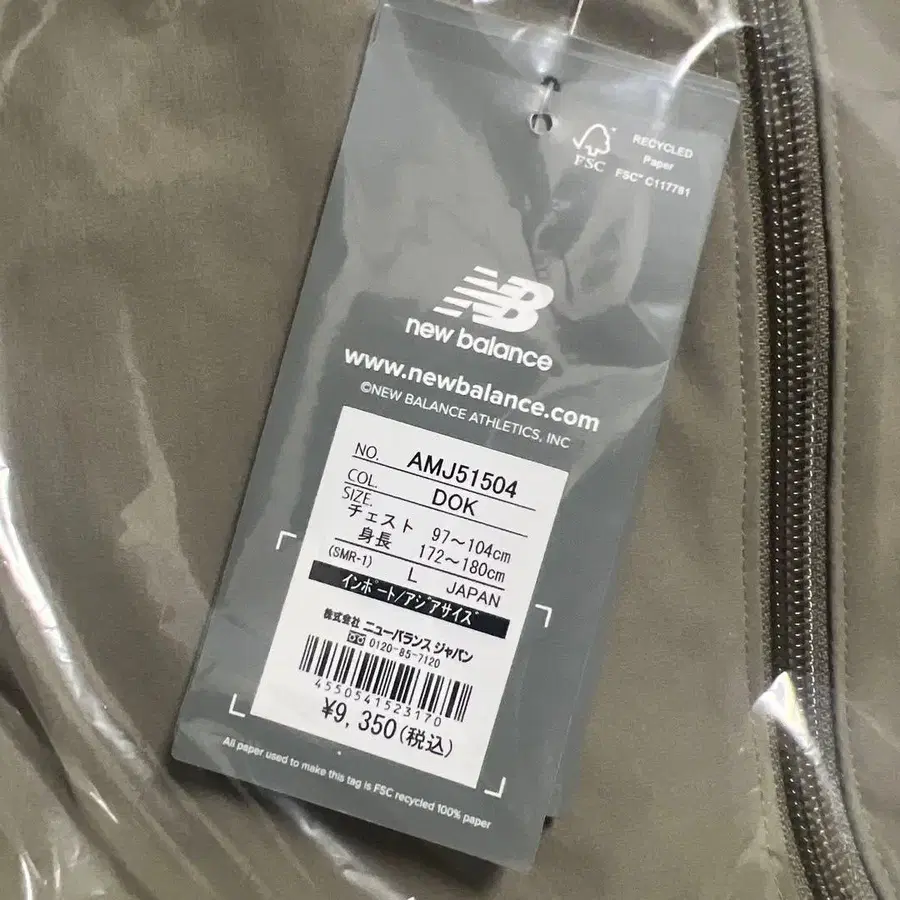 FSC
RECYCLED
Paper
FSC® C117781
NB
new balance
www.newbalance.com
©NEW BALANCE ATHLETICS, INC
NO. AMJ51504
COL. DOK
SIZE.
チェスト 97～104cm
身長 172～180cm
(SMR-1) L JAPAN
インポート/アジアサイズ
株式会社 ニューバランス ジャパン
0120-85-7120
4550541523170
¥9,350(税込)
All paper used to make this tag is FSC recycled 100% paper